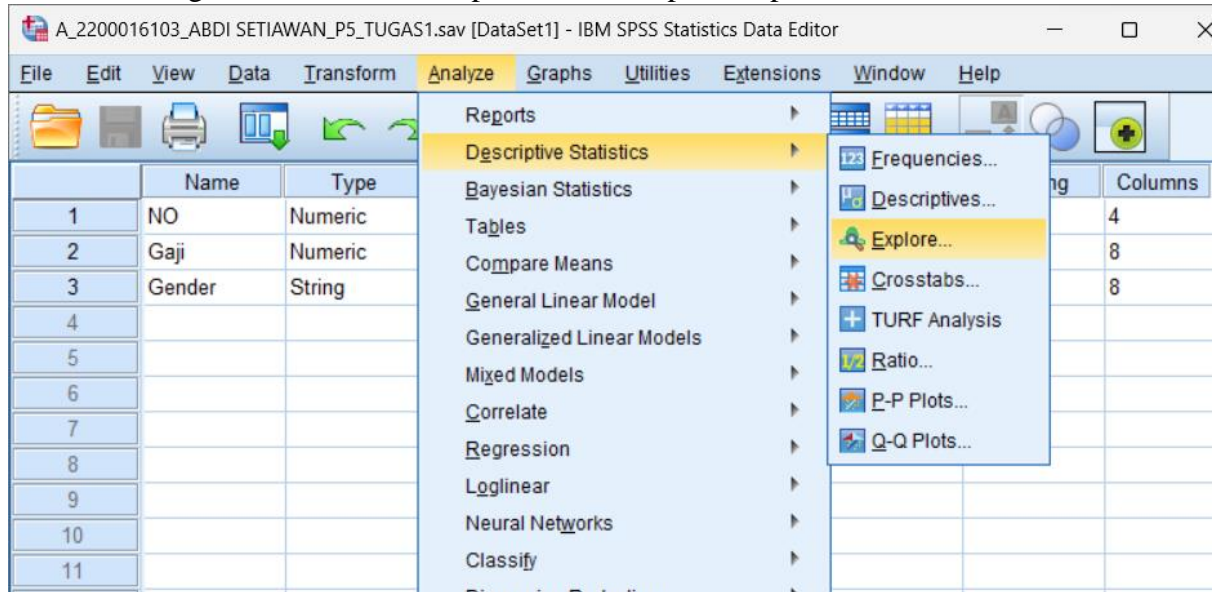 A_2200016103_ABDI SETIAWAN_P5_TUGAS1.sav [DataSet1] - IBM SPSS Statistics Data Editor
File Edit View Data Transform Analyze Graphs Utilities Extensions Window Help
Name Type Columns
1 NO Numeric 4
2 Gaji Numeric 8
3 Gender String 8
4
5
6
7
8
9
10
11
Reports
Descriptive Statistics
Bayesian Statistics
Tables
Compare Means
General Linear Model
Generalized Linear Models
Mixed Models
Correlate
Regression
Loglinear
Neural Networks
Classify
Frequencies...
Descriptives...
Explore...
Crosstabs...
TURF Analysis
Ratio...
P-P Plots...
Q-Q Plots...